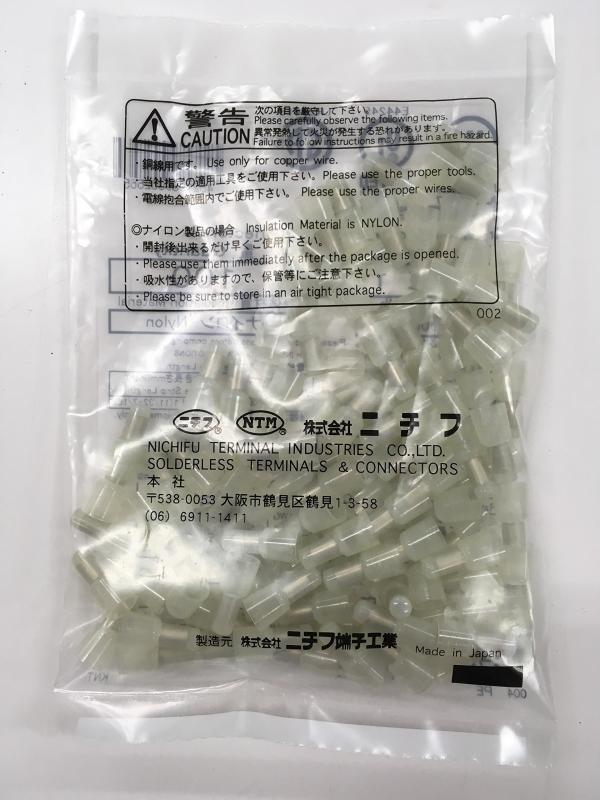 警告
CAUTION
次の項目を厳守して下さい。
Please carefully observe the following items.
異常発熱して火災が発生する恐れがあります。
Failure to follow instructions may result in a fire hazard.
・銅線用です。 Use only for copper wire.
・当社指定の適用工具をご使用下さい。 Please use the proper tools.
・電線抱合範囲内でご使用下さい。 Please use the proper wires.
◎ナイロン製品の場合 Insulation Material is NYLON.
・開封後出来るだけ早くご使用下さい。
・Please use them immediately after the package is opened.
・吸水性がありますので、保管等にご注意下さい。
・Please be sure to store in an air tight package.
002
ニチフ® NTM® 株式会社 ニチフ
NICHIFU TERMINAL INDUSTRIES CO.,LTD.
SOLDERLESS TERMINALS & CONNECTORS
本社
〒538-0053 大阪市鶴見区鶴見1-3-58
(06) 6911-1411
製造元 株式会社 ニチフ端子工業 Made in Japan
KNT
004 PE
ナイロン Nylon